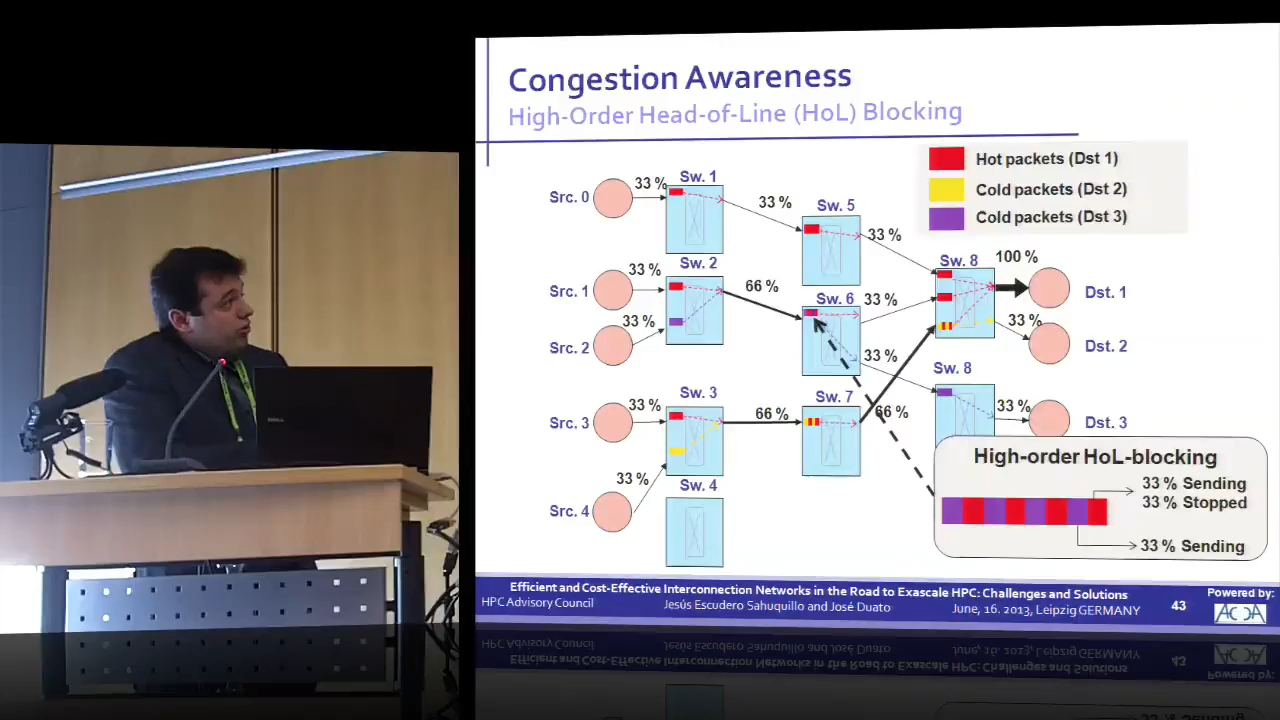 Congestion Awareness
High-Order Head-of-Line (HoL) Blocking
Hot packets (Dst 1)
Cold packets (Dst 2)
Cold packets (Dst 3)
Src. 0
33 %
Sw. 1
33 %
Sw. 5
33 %
Sw. 8
100 %
Dst. 1
Src. 1
33 %
Sw. 2
66 %
Sw. 6
33 %
33 %
Dst. 2
Src. 2
33 %
33 %
Sw. 8
33 %
Dst. 3
Src. 3
33 %
Sw. 3
66 %
Sw. 7
66 %
Src. 4
33 %
Sw. 4
High-order HoL-blocking
33 % Sending
33 % Stopped
33 % Sending
Efficient and Cost-Effective Interconnection Networks in the Road to Exascale HPC: Challenges and Solutions
HPC Advisory Council
Jesús Escudero Sahuquillo and José Duato
June, 16. 2013, Leipzig GERMANY
43
Powered by: